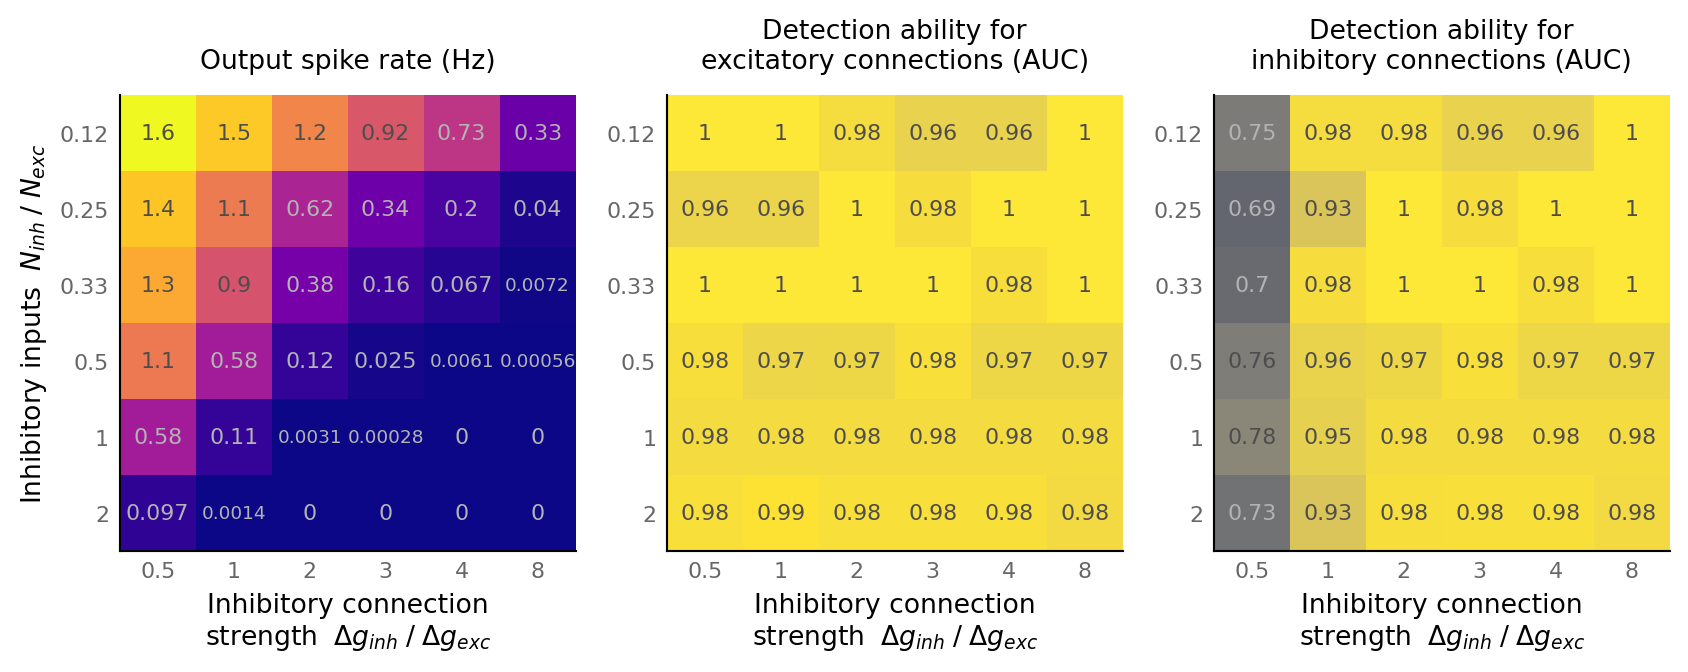 Output spike rate (Hz)
Detection ability for
excitatory connections (AUC)
Detection ability for
inhibitory connections (AUC)
Inhibitory inputs N_inh / N_exc
0.12 1.6 1.5 1.2 0.92 0.73 0.33
0.25 1.4 1.1 0.62 0.34 0.2 0.04
0.33 1.3 0.9 0.38 0.16 0.067 0.0072
0.5 1.1 0.58 0.12 0.025 0.0061 0.00056
1 0.58 0.11 0.0031 0.00028 0 0
2 0.097 0.0014 0 0 0 0
0.5 1 2 3 4 8
Inhibitory connection
strength Δg_inh / Δg_exc
0.12 1 1 0.98 0.96 0.96 1
0.25 0.96 0.96 1 0.98 1 1
0.33 1 1 1 1 0.98 1
0.5 0.98 0.97 0.97 0.98 0.97 0.97
1 0.98 0.98 0.98 0.98 0.98 0.98
2 0.98 0.99 0.98 0.98 0.98 0.98
0.5 1 2 3 4 8
Inhibitory connection
strength Δg_inh / Δg_exc
0.12 0.75 0.98 0.98 0.96 0.96 1
0.25 0.69 0.93 1 0.98 1 1
0.33 0.7 0.98 1 1 0.98 1
0.5 0.76 0.96 0.97 0.98 0.97 0.97
1 0.78 0.95 0.98 0.98 0.98 0.98
2 0.73 0.93 0.98 0.98 0.98 0.98
0.5 1 2 3 4 8
Inhibitory connection
strength Δg_inh / Δg_exc